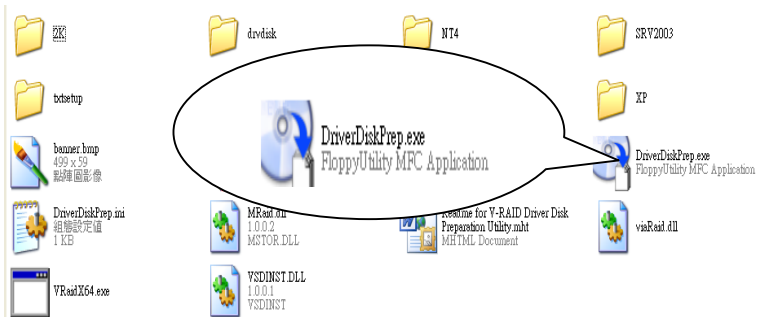 2K
drvdisk
NT4
SRV2003
txtsetup
XP
DriverDiskPrep.exe
FloppyUtility MFC Application
banner.bmp
499 x 59
點陣圖影像
DriverDiskPrep.exe
FloppyUtility MFC Application
DriverDiskPrep.ini
組態設定值
1 KB
MRaid.dll
1.0.0.2
MSTOR.DLL
Readme for V-RAID Driver Disk
Preparation Utility.mht
MHTML Document
viaRaid.dll
VRaidX64.exe
VSDINST.DLL
1.0.0.1
VSDINST